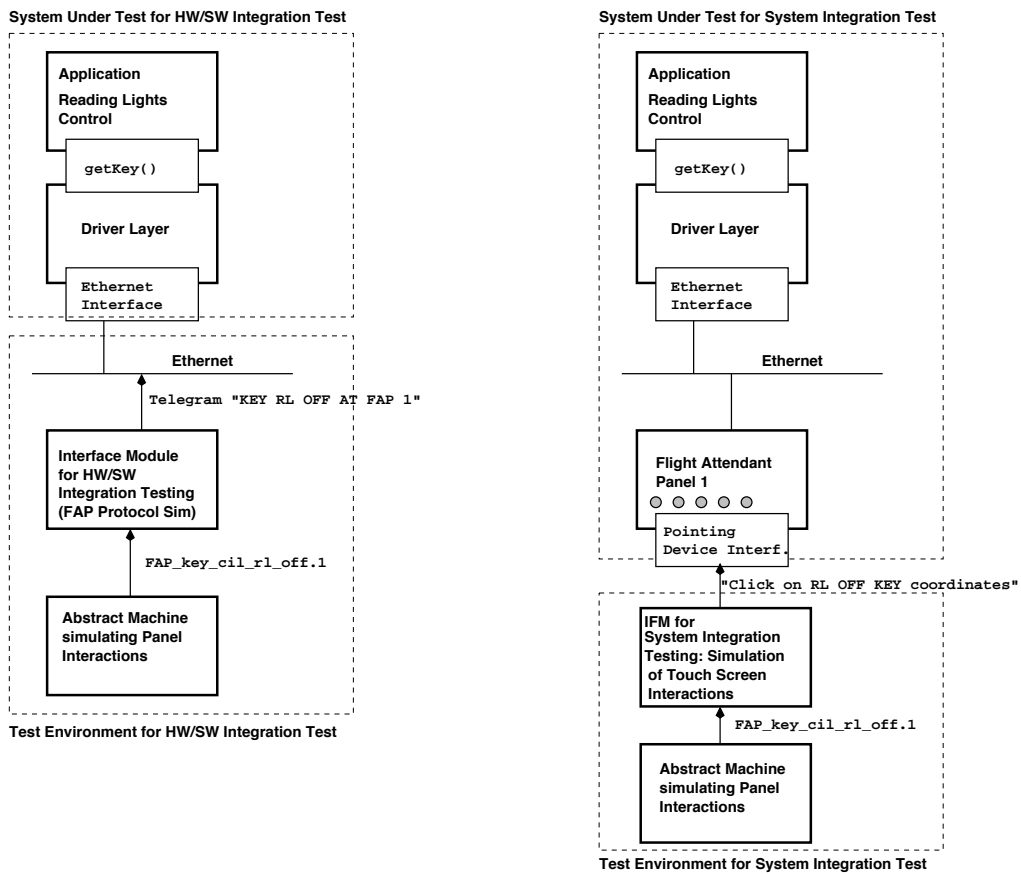 System Under Test for HW/SW Integration Test
Application
Reading Lights
Control
getKey()
Driver Layer
Ethernet
Interface
Ethernet
Telegram "KEY RL OFF AT FAP 1"
Interface Module
for HW/SW
Integration Testing
(FAP Protocol Sim)
FAP_key_cil_rl_off.1
Abstract Machine
simulating Panel
Interactions
Test Environment for HW/SW Integration Test
System Under Test for System Integration Test
Application
Reading Lights
Control
getKey()
Driver Layer
Ethernet
Interface
Ethernet
Flight Attendant
Panel 1
Pointing
Device Interf.
"Click on RL OFF KEY coordinates"
IFM for
System Integration
Testing: Simulation
of Touch Screen
Interactions
FAP_key_cil_rl_off.1
Abstract Machine
simulating Panel
Interactions
Test Environment for System Integration Test